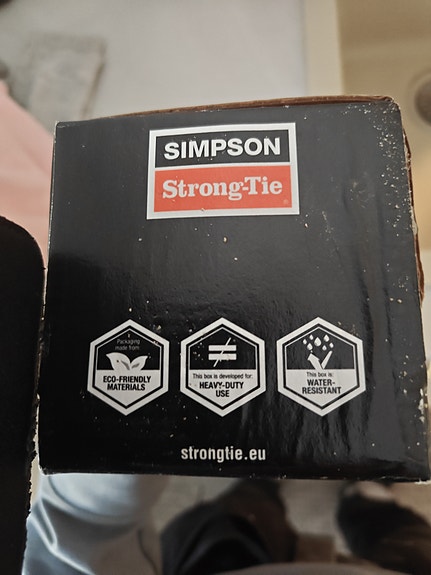 SIMPSON
Strong-Tie
®
Packaging
made from
ECO-FRIENDLY
MATERIALS
This box is developed for:
HEAVY-DUTY
USE
This box is:
WATER-
RESISTANT
strongtie.eu